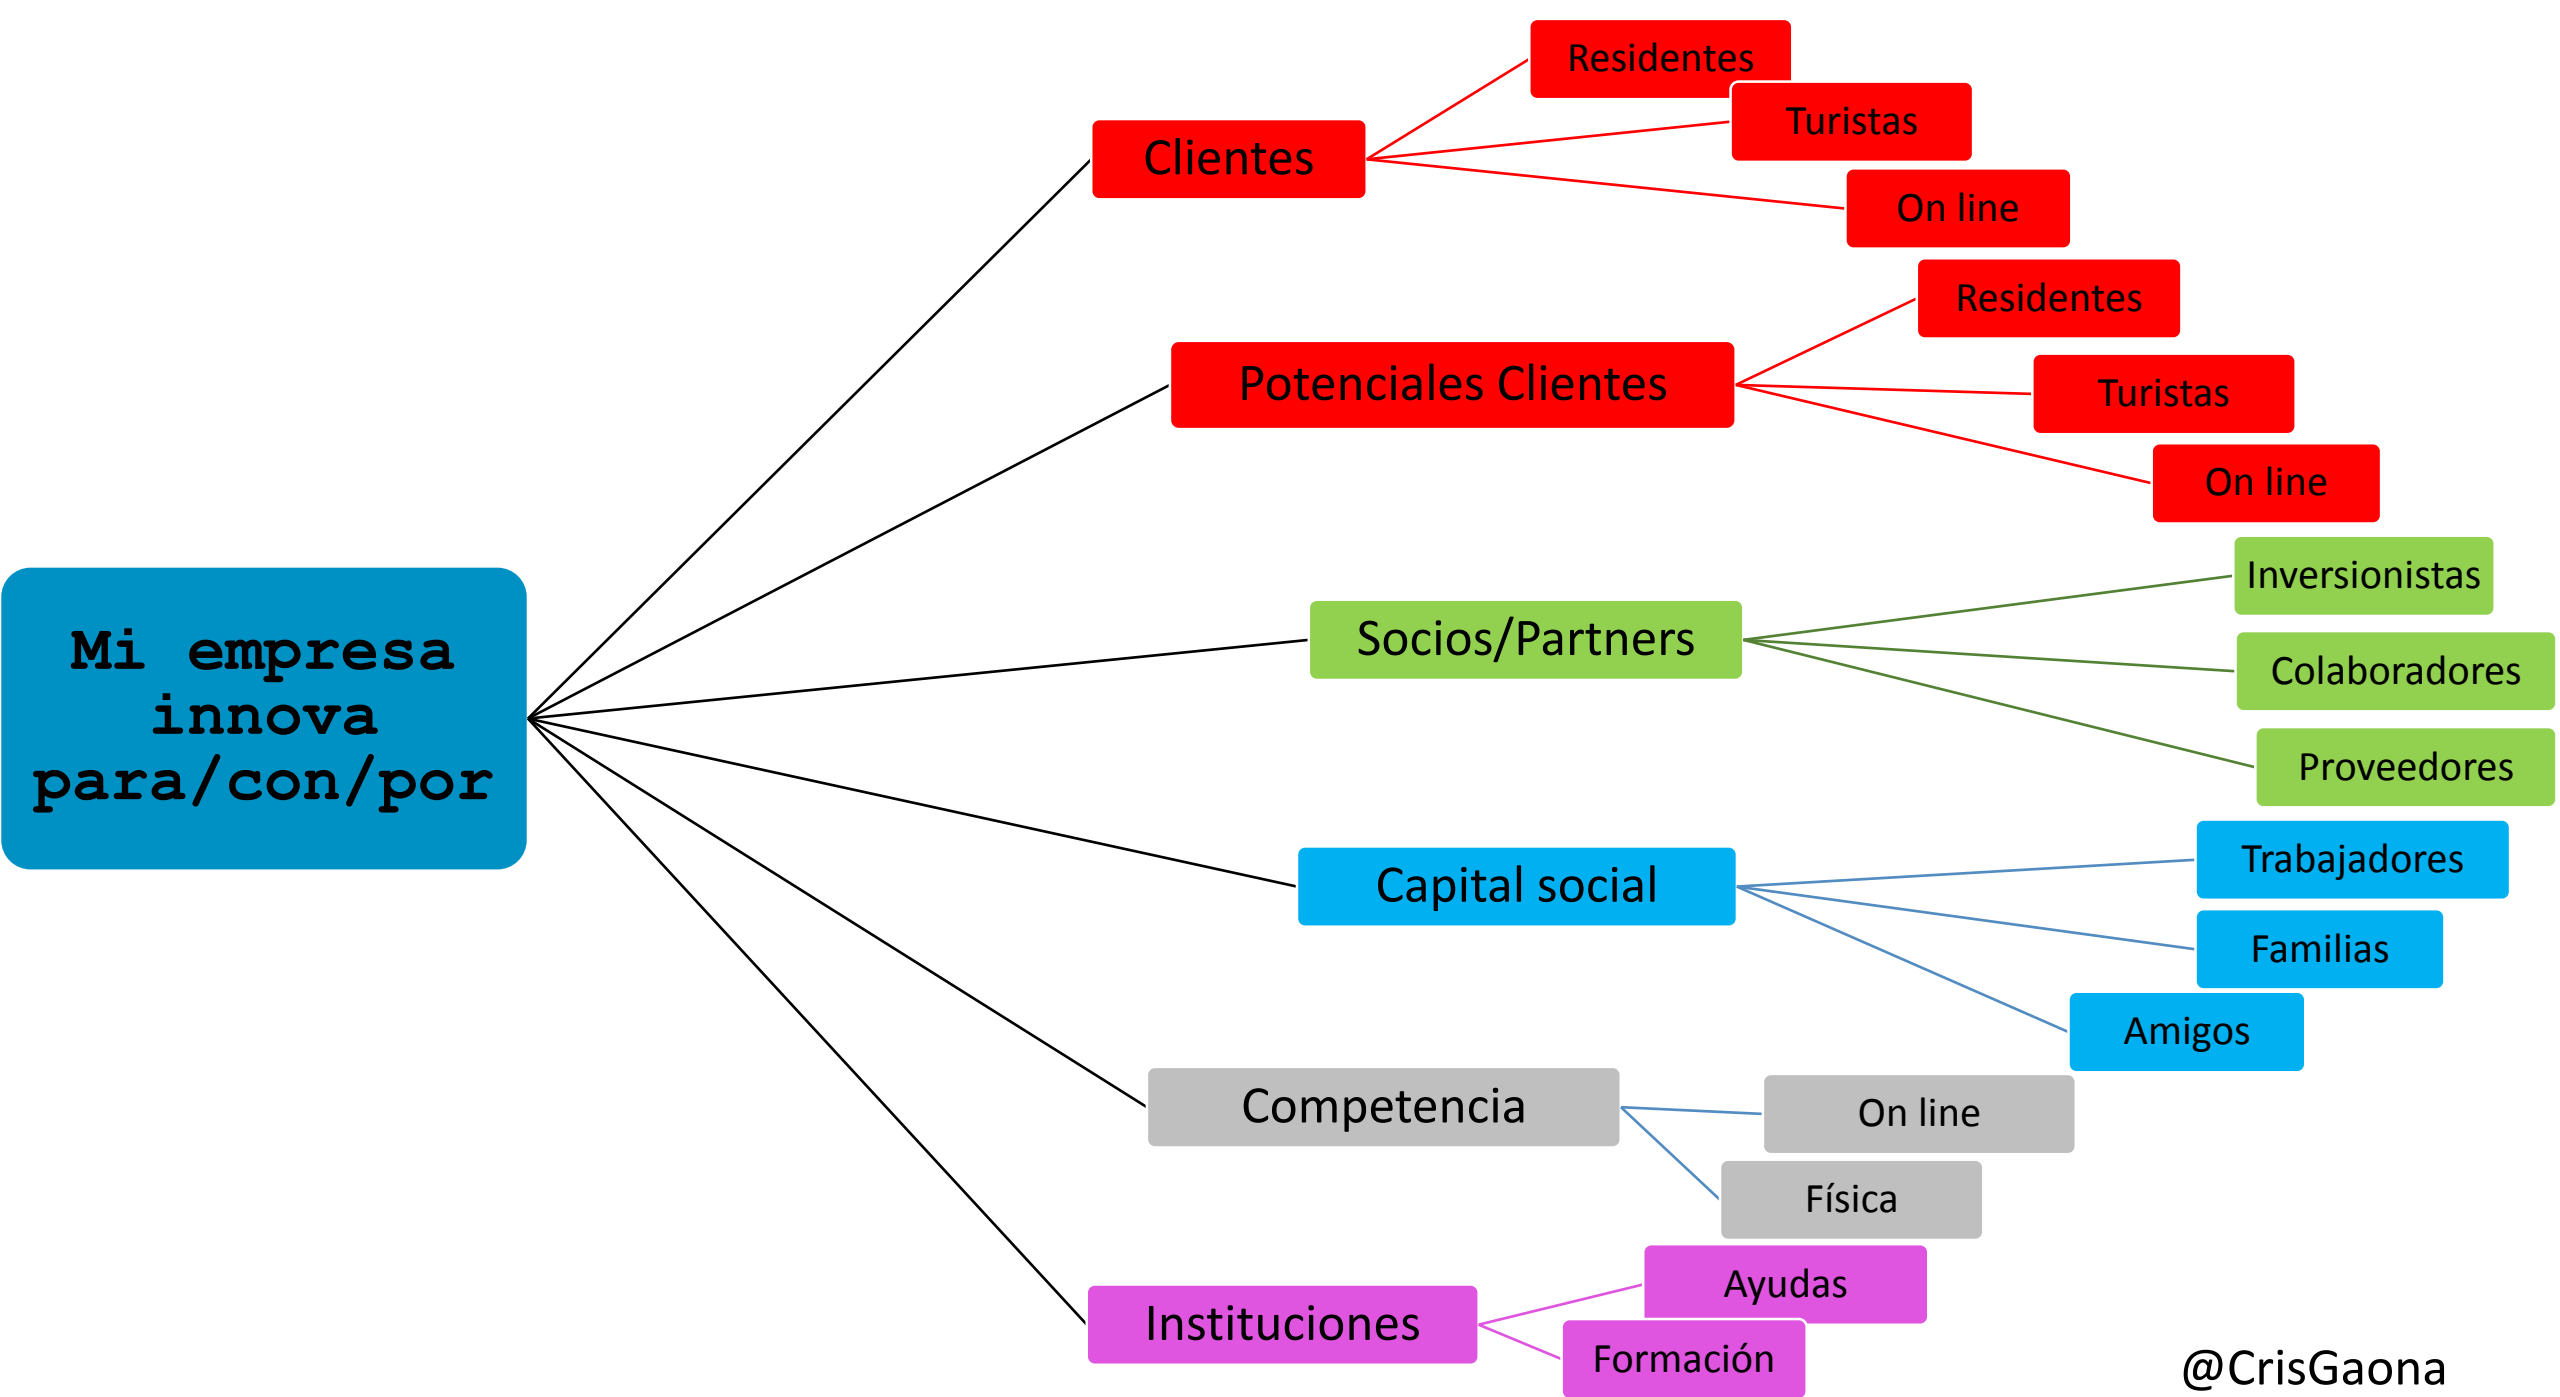 Mi empresa
innova
para/con/por
Clientes
Residentes
Turistas
On line
Potenciales Clientes
Residentes
Turistas
On line
Socios/Partners
Inversionistas
Colaboradores
Proveedores
Capital social
Trabajadores
Familias
Amigos
Competencia
On line
Física
Instituciones
Ayudas
Formación
@CrisGaona